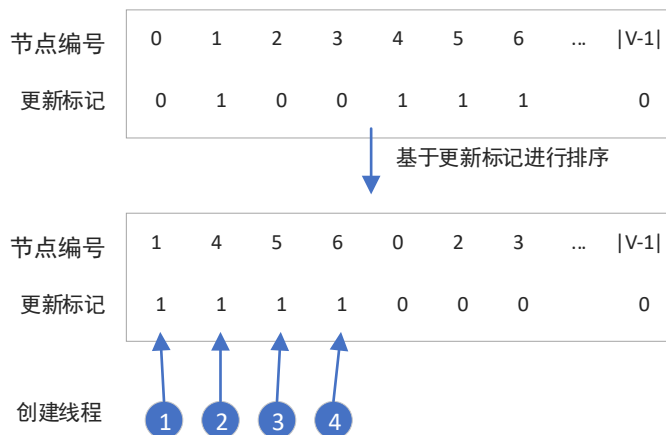 节点编号 0 1 2 3 4 5 6 ... |V-1|
更新标记 0 1 0 0 1 1 1 0
基于更新标记进行排序
节点编号 1 4 5 6 0 2 3 ... |V-1|
更新标记 1 1 1 1 0 0 0 0
创建线程 1 2 3 4